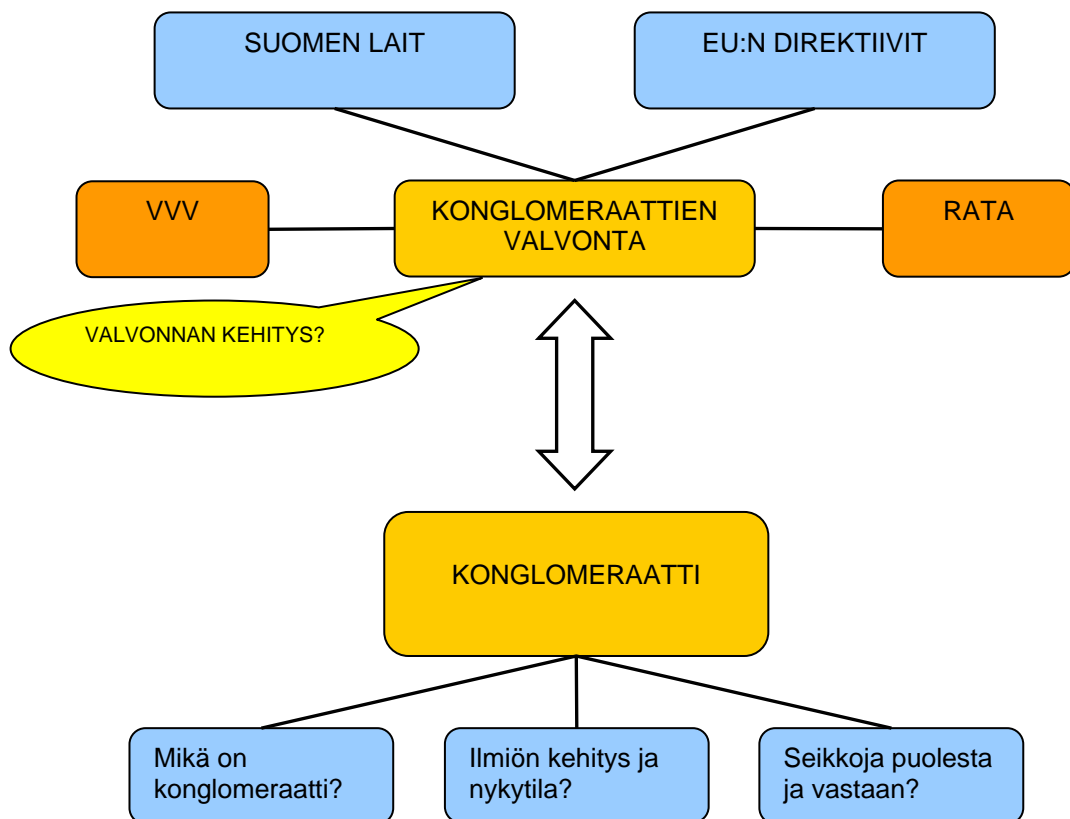 SUOMEN LAIT
EU:N DIREKTIIVIT
VVV
KONGLOMERAATTIEN
VALVONTA
RATA
VALVONNAN KEHITYS?
KONGLOMERAATTI
Mikä on
konglomeraatti?
Ilmiön kehitys ja
nykytila?
Seikkoja puolesta
ja vastaan?